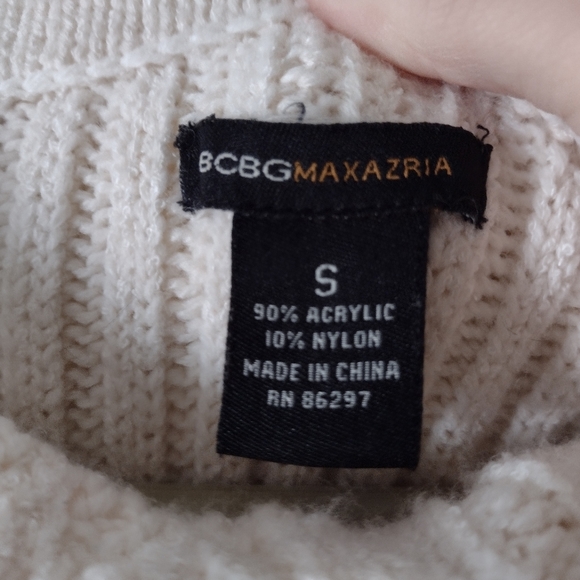 BCBGMAXAZRIA
S
90% ACRYLIC
10% NYLON
MADE IN CHINA
RN 86297